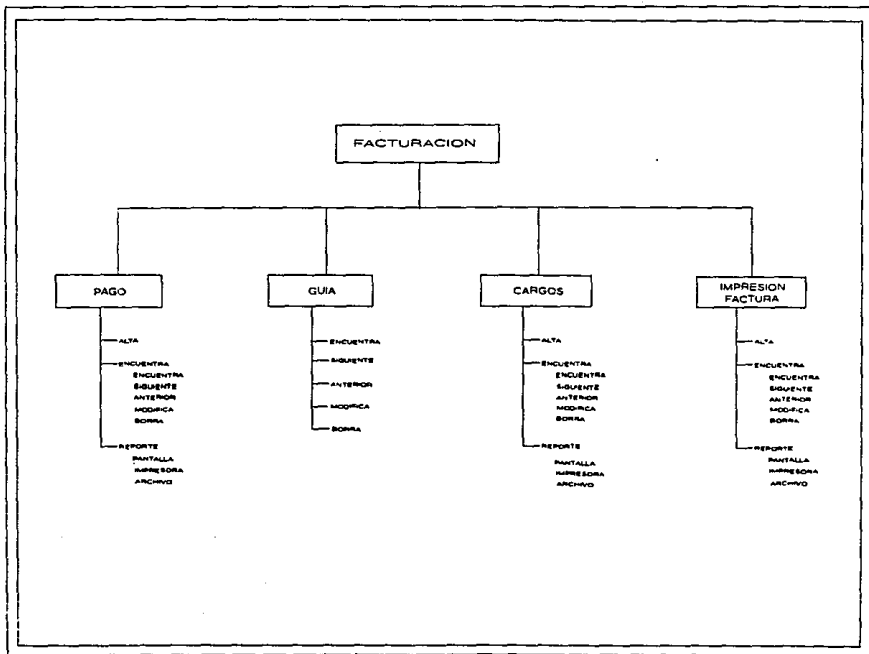 FACTURACION
PAGO
ALTA
ENCUENTRA
ENCUENTRA
SIGUIENTE
ANTERIOR
MODIFICA
BORRA
REPORTE
PANTALLA
IMPRESORA
ARCHIVO
GUIA
ENCUENTRA
SIGUIENTE
ANTERIOR
MODIFICA
BORRA
CARGOS
ALTA
ENCUENTRA
ENCUENTRA
SIGUIENTE
ANTERIOR
MODIFICA
BORRA
REPORTE
PANTALLA
IMPRESORA
ARCHIVO
IMPRESION
FACTURA
ALTA
ENCUENTRA
ENCUENTRA
SIGUIENTE
ANTERIOR
MODIFICA
BORRA
REPORTE
PANTALLA
IMPRESORA
ARCHIVO